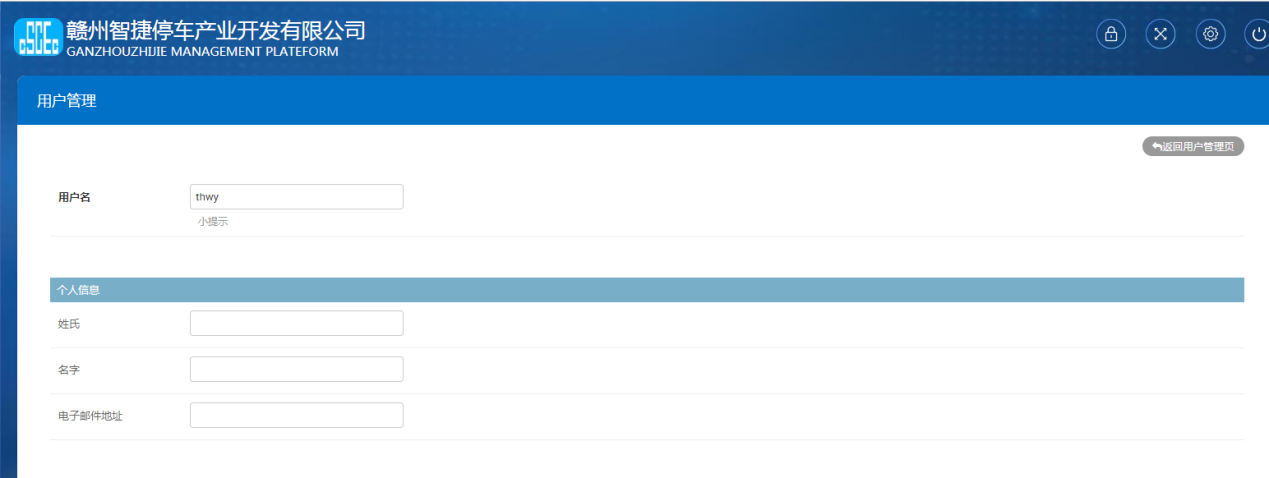 cSCEc
赣州智捷停车产业开发有限公司
GANZHOUZHIJIE MANAGEMENT PLATEFORM
用户管理
返回用户管理页
用户名 thwy
小提示
个人信息
姓氏
名字
电子邮件地址